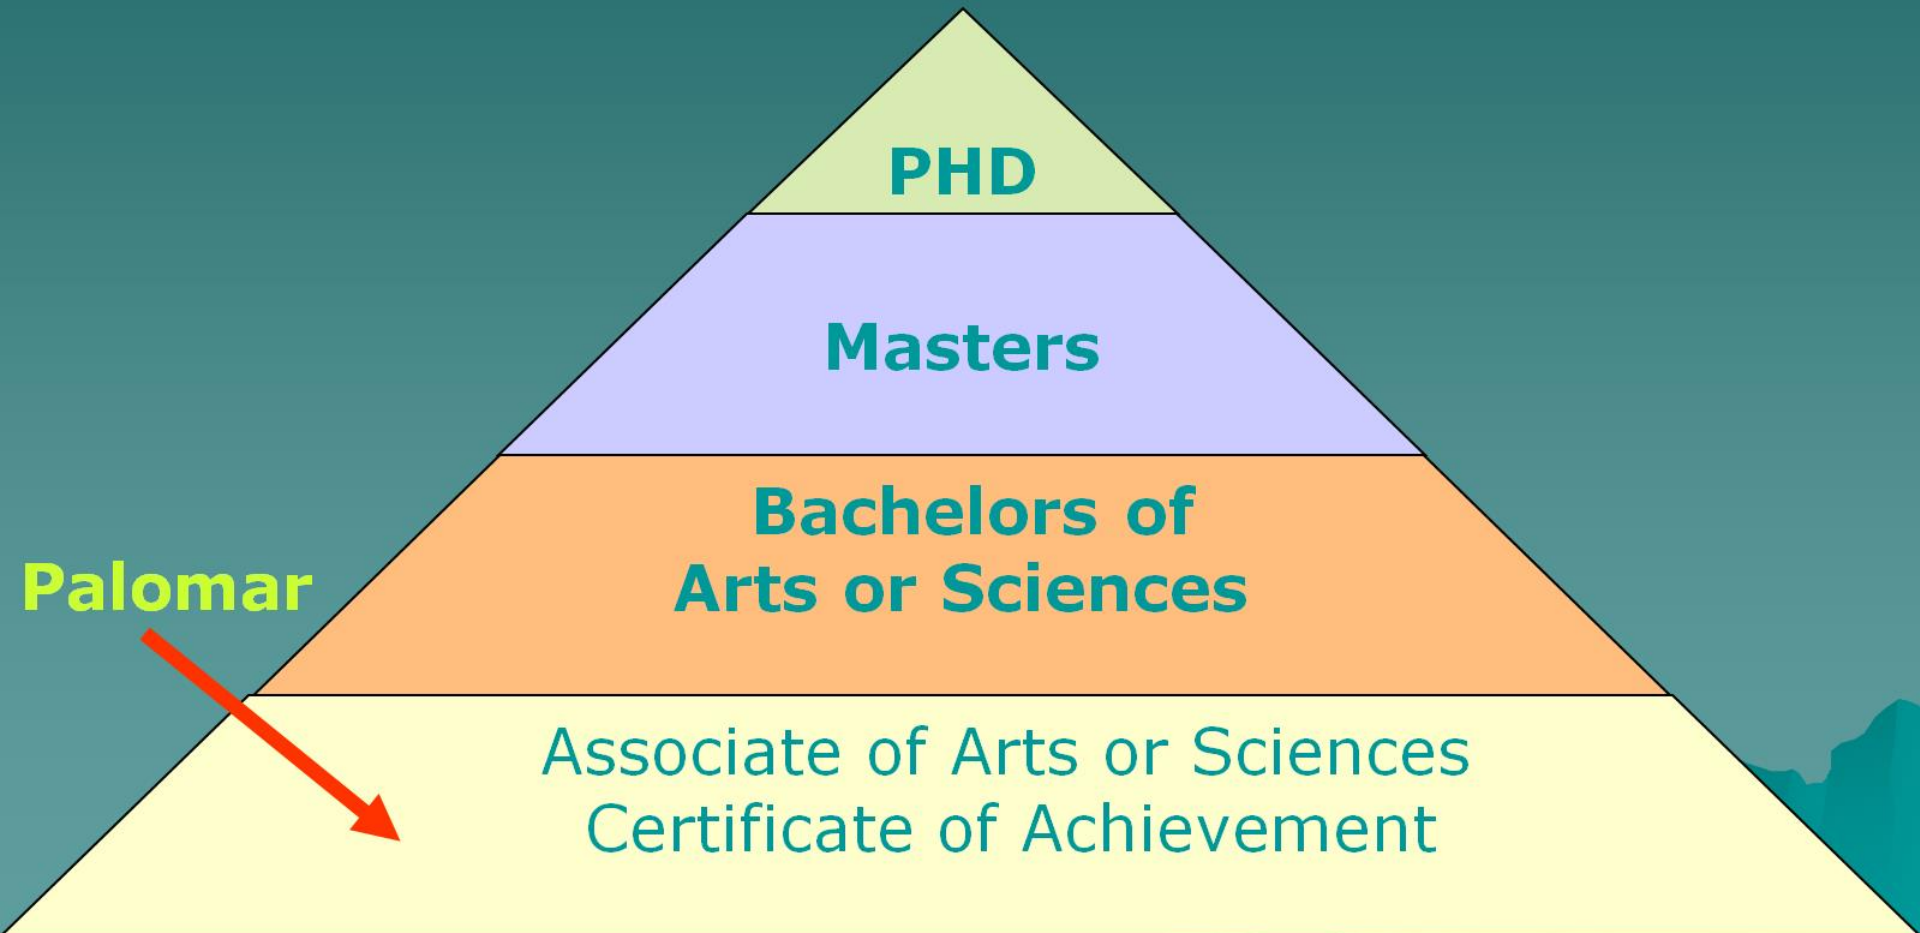 PHD
Masters
Bachelors of
Arts or Sciences
Palomar
Associate of Arts or Sciences
Certificate of Achievement